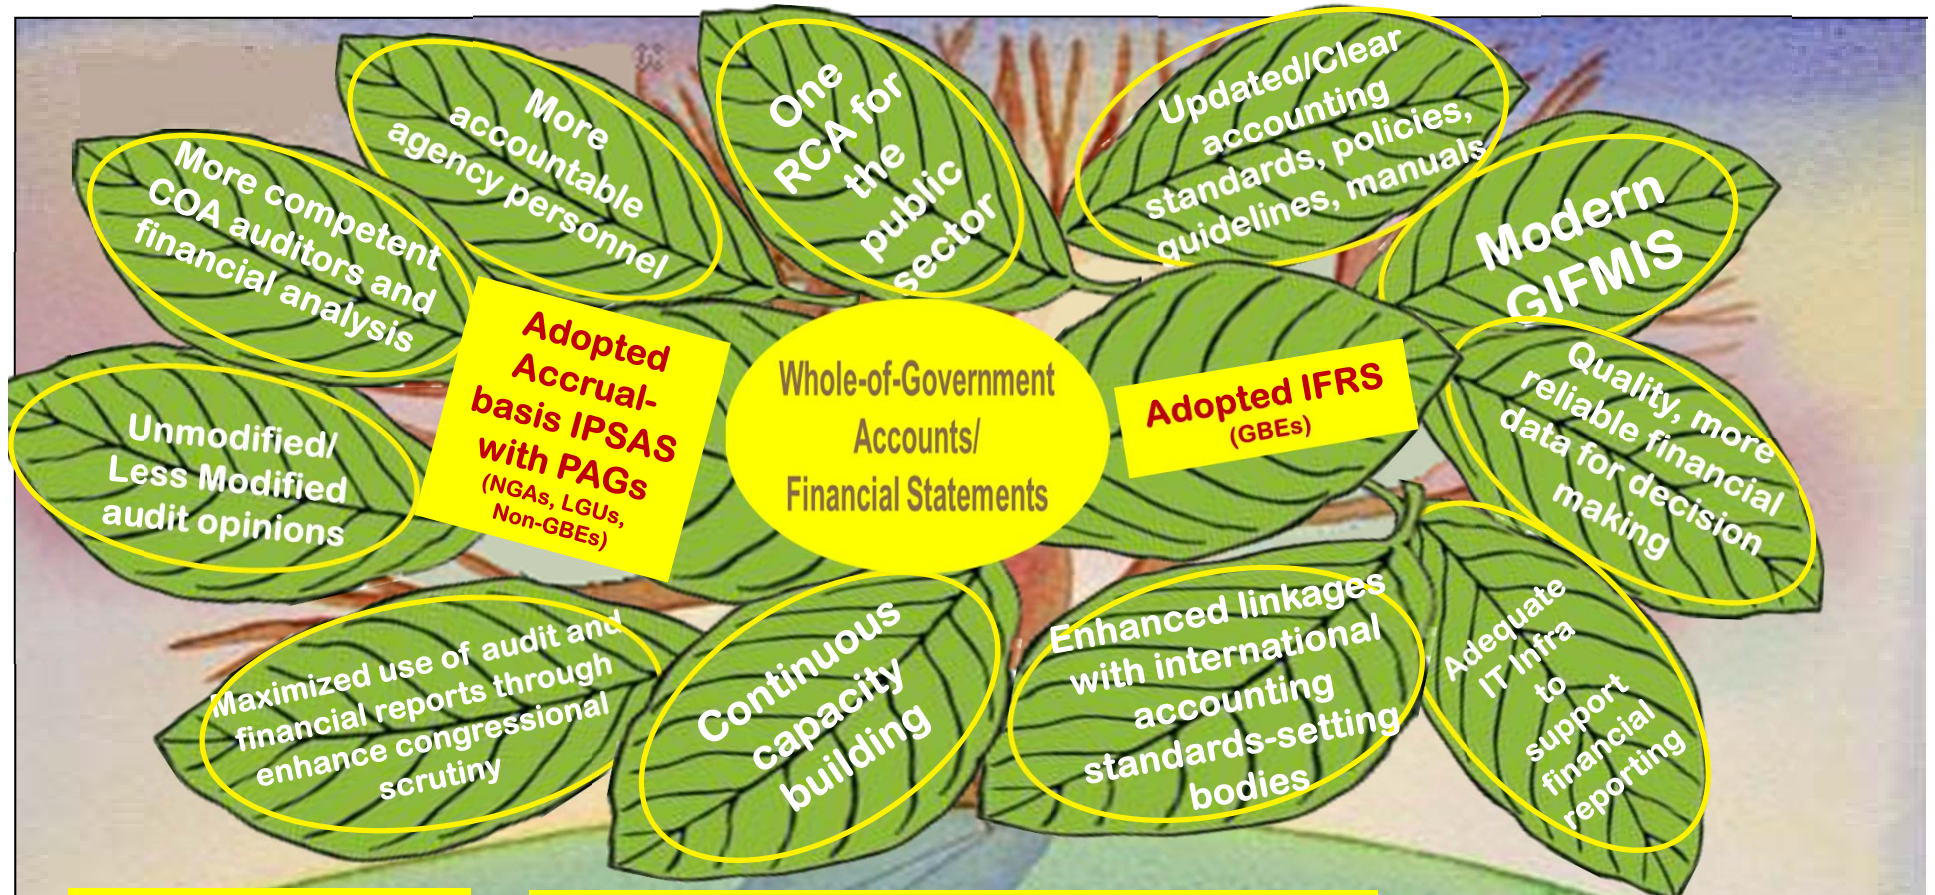 More
accountable
agency personnel
One
RCA for
the
public
sector
Updated/Clear
accounting
standards, policies,
guidelines, manuals
More competent
COA auditors and
financial analysis
Modern
GIFMIS
Adopted
Accrual-
basis IPSAS
with PAGs
(NGAs, LGUs,
Non-GBEs)
Whole-of-Government
Accounts/
Financial Statements
Adopted IFRS
(GBEs)
Quality, more
reliable financial
data for decision
making
Unmodified/
Less Modified
audit opinions
Maximized use of audit and
financial reports through
enhance congressional
scrutiny
Continuous
capacity
building
Enhanced linkages
with international
accounting
standards-setting
bodies
Adequate
IT Infra
to
support
financial
reporting